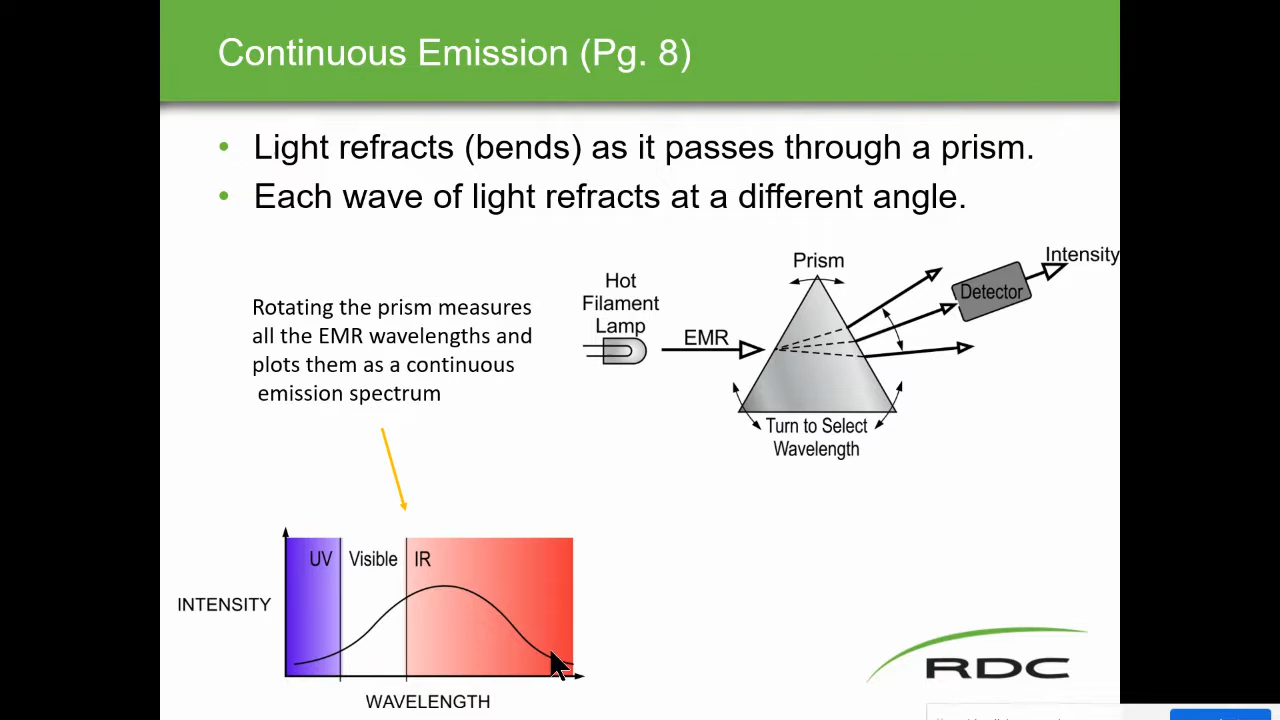 Continuous Emission (Pg. 8)
• Light refracts (bends) as it passes through a prism.
• Each wave of light refracts at a different angle.
Rotating the prism measures
all the EMR wavelengths and
plots them as a continuous
emission spectrum
Hot
Filament
Lamp
EMR
Prism
Turn to Select
Wavelength
Detector
Intensity
UV
Visible
IR
INTENSITY
WAVELENGTH
RDC